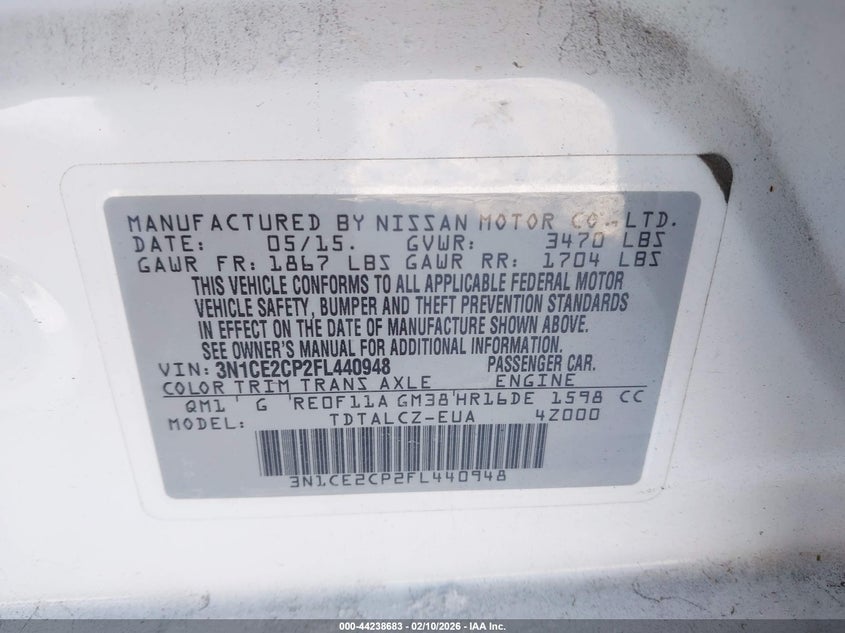 MANUFACTURED BY NISSAN MOTOR CO.,LTD.
DATE: 05/15. GVWR: 3470 LBS
GAWR FR: 1867 LBS GAWR RR: 1704 LBS
THIS VEHICLE CONFORMS TO ALL APPLICABLE FEDERAL MOTOR
VEHICLE SAFETY, BUMPER AND THEFT PREVENTION STANDARDS
IN EFFECT ON THE DATE OF MANUFACTURE SHOWN ABOVE.
SEE OWNER'S MANUAL FOR ADDITIONAL INFORMATION.
VIN: 3N1CE2CP2FL440948 PASSENGER CAR.
COLOR TRIM TRANS AXLE ENGINE
QM1 ' G 'RE0F11A GM38'HR16DE 1598 CC
MODEL: TDTALCZ-EUA 4Z000
3N1CE2CP2FL440948
000-44238683 - 02/10/2026 - IAA Inc.